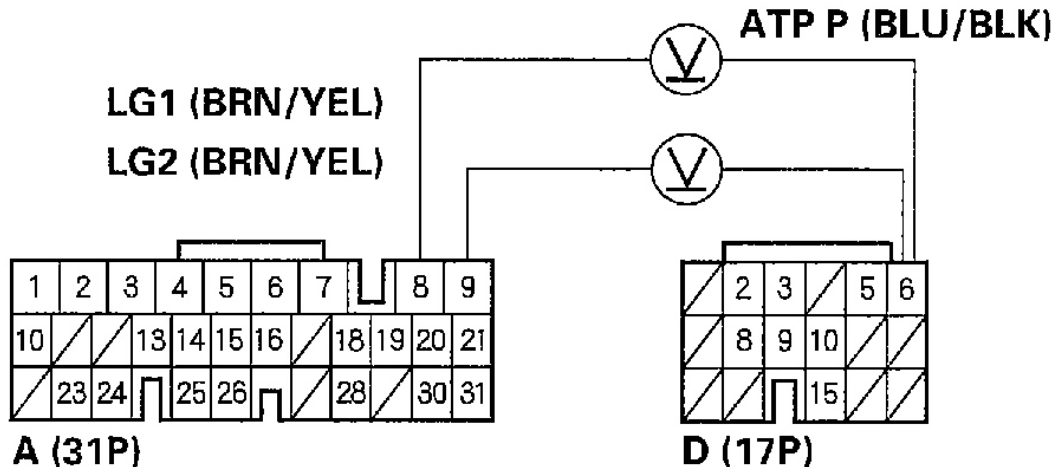 ATP P (BLU/BLK)
V
LG1 (BRN/YEL)
LG2 (BRN/YEL)
V
1 2 3 4 5 6 7 8 9
2 3 5 6
10 13 14 15 16 18 19 20 21
8 9 10
23 24 25 26 28 30 31
15
A (31P)
D (17P)